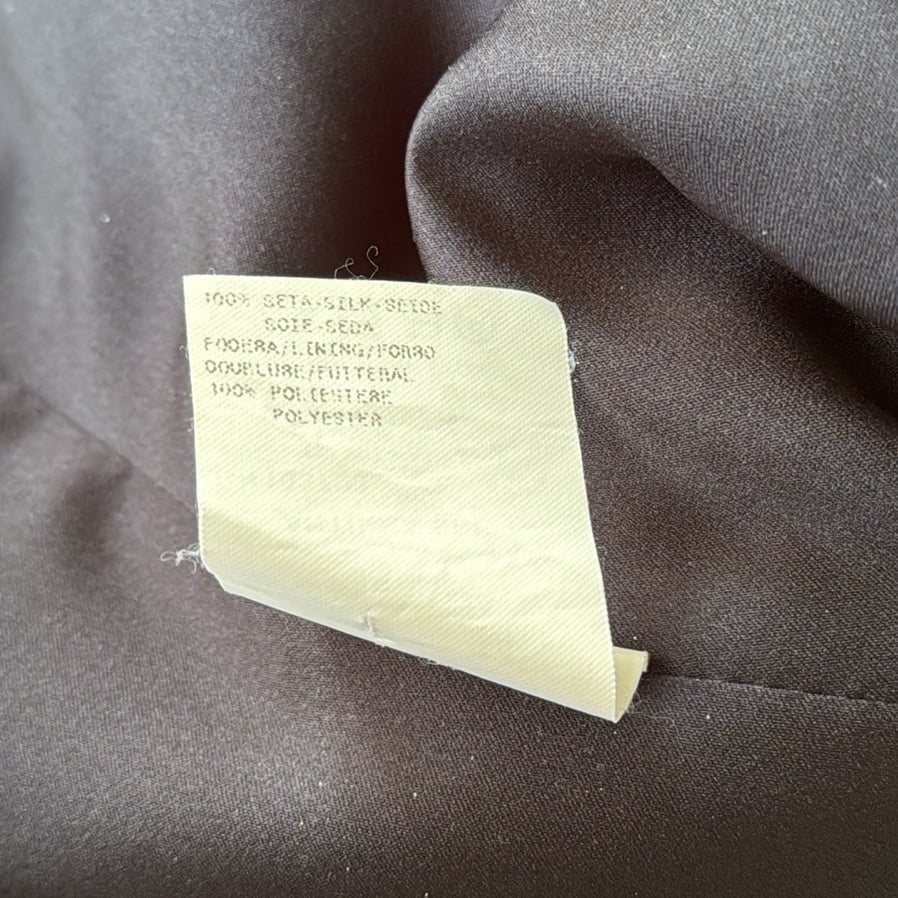 100% SETA-SILK-SEIDE
SOIE-SEDA
FODERA/LINING/FORRO
DOUBLURE/FUTTERAL
100% POLIESTERE
POLYESTER